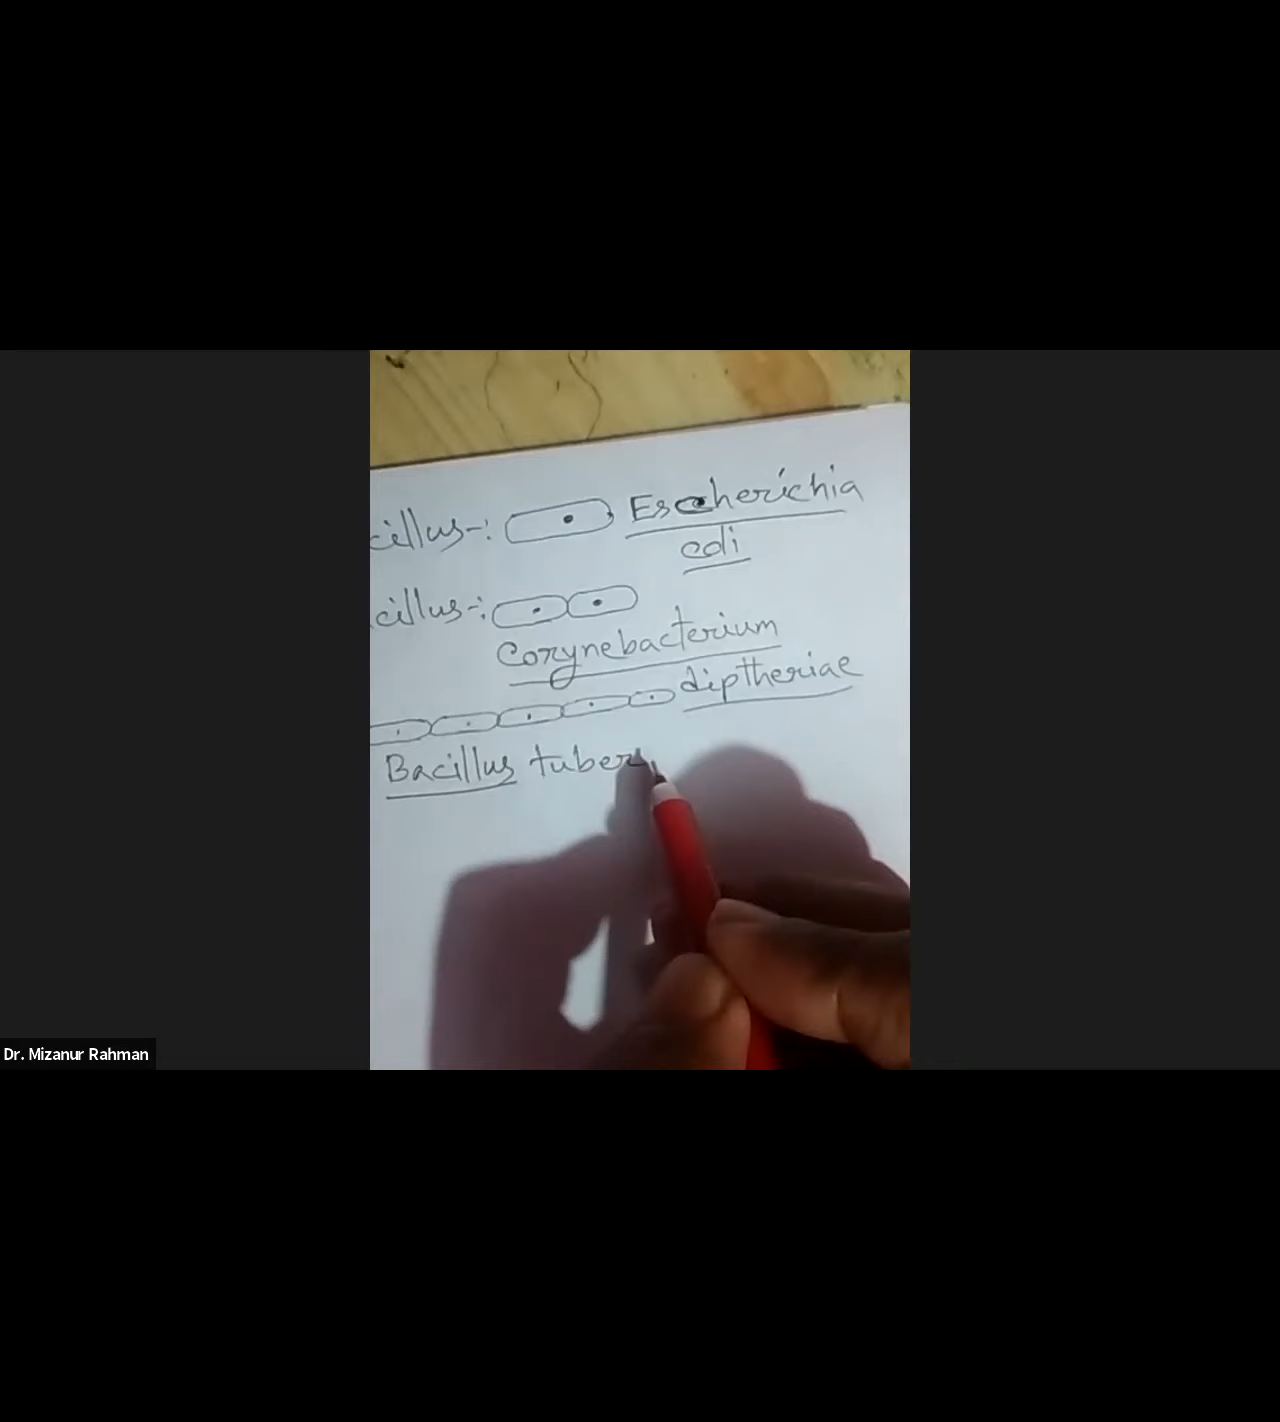 cillus-: Escherichia
coli
cillus-:
Corynebacterium
diptheriae
Bacillus tuber
Dr. Mizanur Rahman